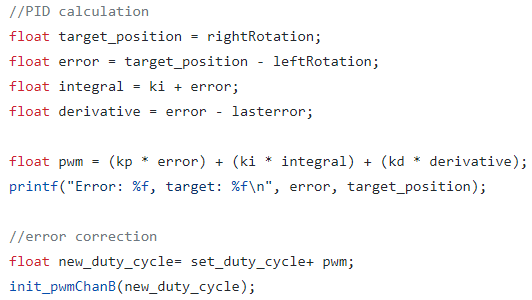 //PID calculation
float target_position = rightRotation;
float error = target_position - leftRotation;
float integral = ki + error;
float derivative = error - lasterror;
float pwm = (kp * error) + (ki * integral) + (kd * derivative);
printf("Error: %f, target: %f\n", error, target_position);
//error correction
float new_duty_cycle= set_duty_cycle+ pwm;
init_pwmChanB(new_duty_cycle);